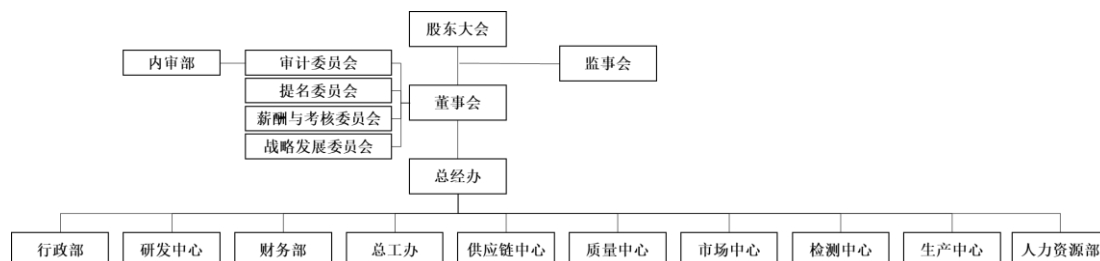 股东大会
内审部
审计委员会
监事会
提名委员会
董事会
薪酬与考核委员会
战略发展委员会
总经办
行政部
研发中心
财务部
总工办
供应链中心
质量中心
市场中心
检测中心
生产中心
人力资源部